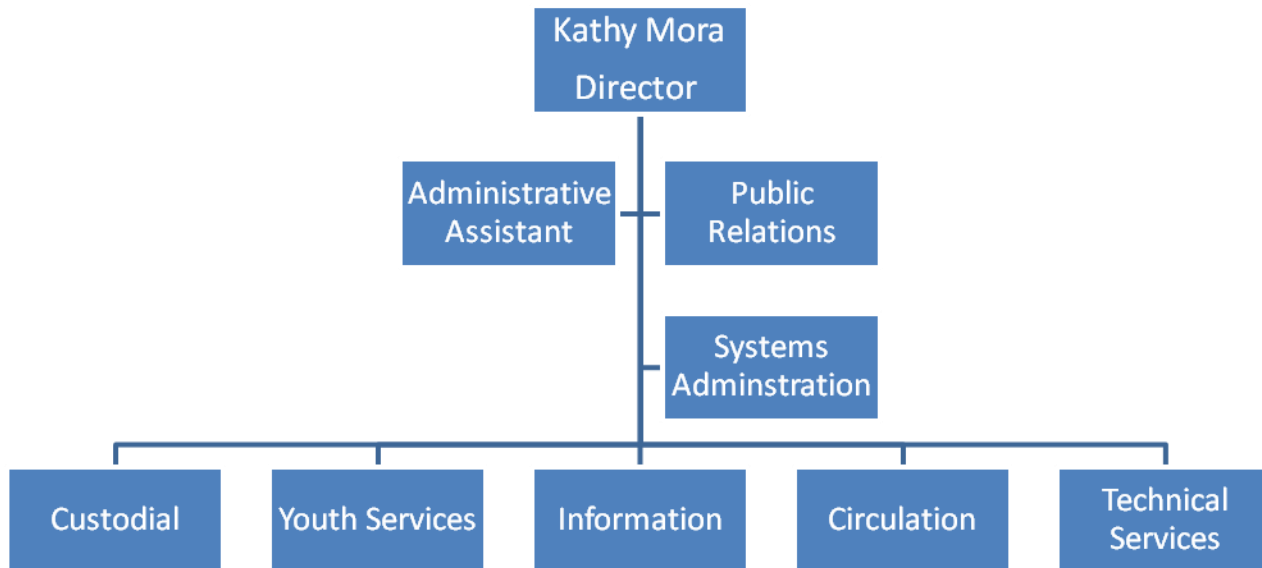 Kathy Mora
Director
Administrative
Assistant
Public
Relations
Systems
Adminstration
Custodial
Youth Services
Information
Circulation
Technical
Services